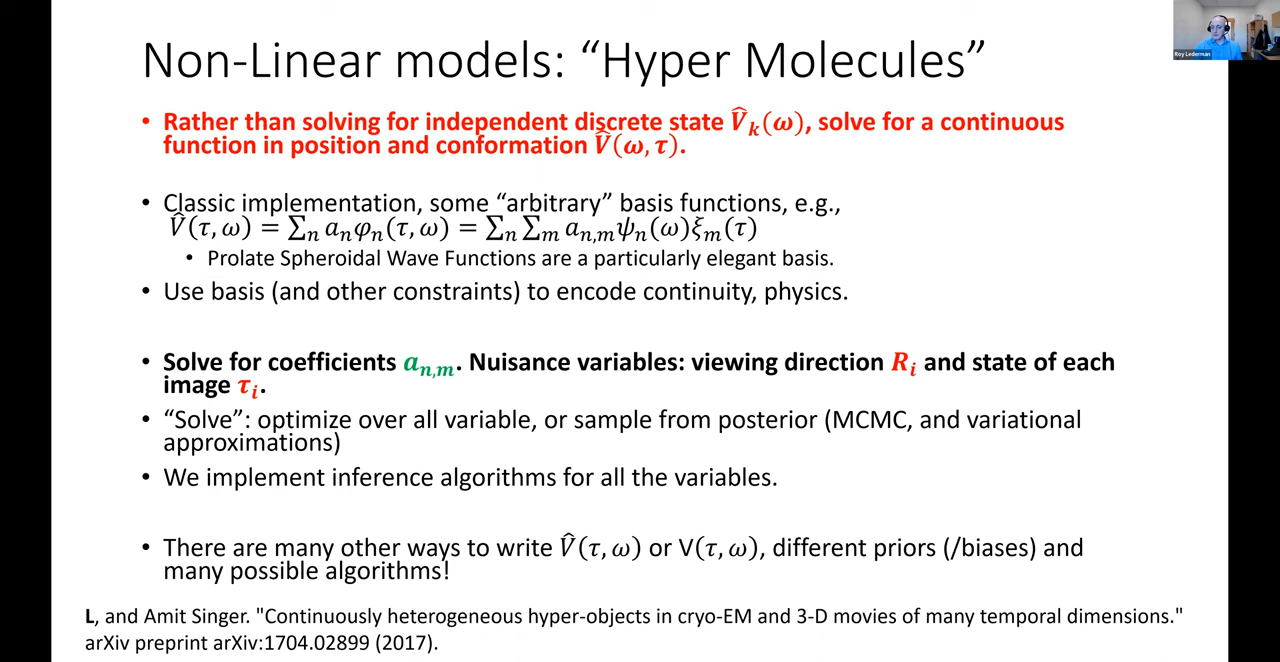 Non-Linear models: “Hyper Molecules”
Roy Lederman
• Rather than solving for independent discrete state V̂ₖ(ω), solve for a continuous
function in position and conformation V̂(ω, τ).
• Classic implementation, some “arbitrary” basis functions, e.g.,
V̂(τ, ω) = ∑ₙ aₙφₙ(τ, ω) = ∑ₙ ∑ₘ aₙ,ₘψₙ(ω)ξₘ(τ)
• Prolate Spheroidal Wave Functions are a particularly elegant basis.
• Use basis (and other constraints) to encode continuity, physics.
• Solve for coefficients aₙ,ₘ. Nuisance variables: viewing direction Rᵢ and state of each
image τᵢ.
• “Solve”: optimize over all variable, or sample from posterior (MCMC, and variational
approximations)
• We implement inference algorithms for all the variables.
• There are many other ways to write V̂(τ, ω) or V(τ, ω), different priors (/biases) and
many possible algorithms!
L, and Amit Singer. "Continuously heterogeneous hyper-objects in cryo-EM and 3-D movies of many temporal dimensions."
arXiv preprint arXiv:1704.02899 (2017).